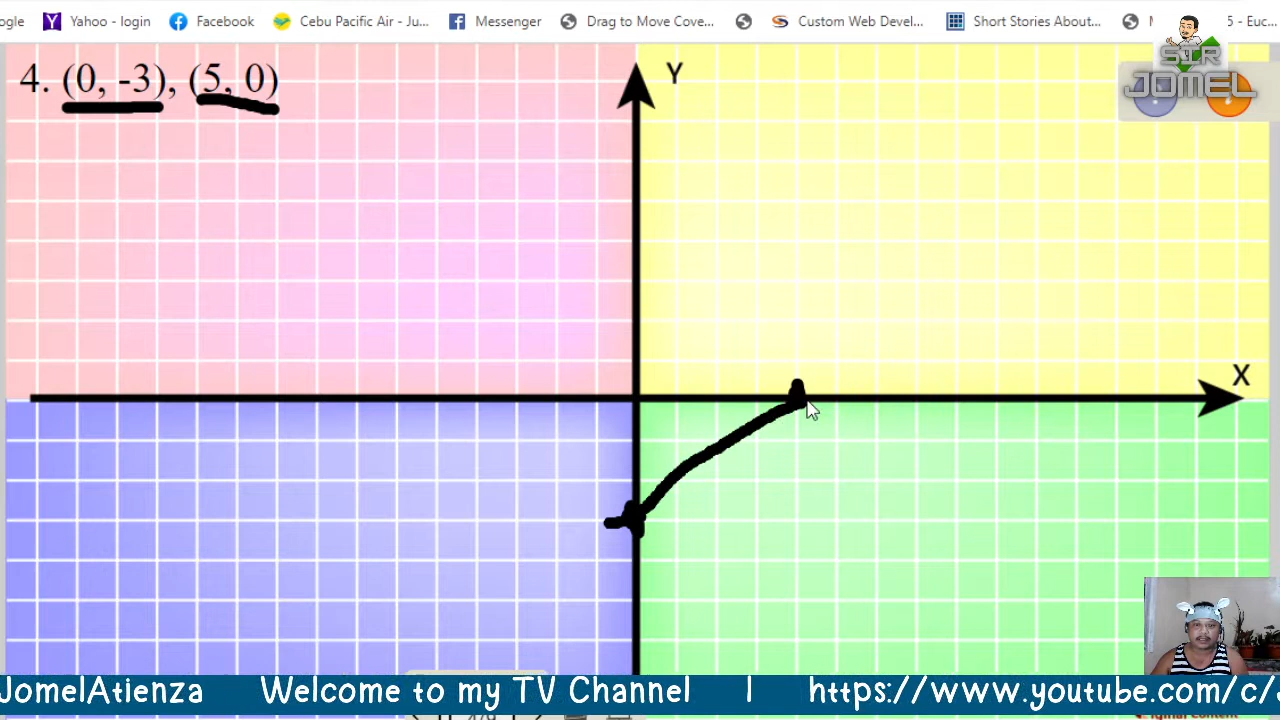 ogle Yahoo - login Facebook Cebu Pacific Air - Ju... Messenger Drag to Move Cove... Custom Web Devel... Short Stories About... 5 - Euc...
4. (0, -3), (5, 0)
Y
SIR
JOMEL
X
JomelAtienza Welcome to my TV Channel I https://www.youtube.com/c/